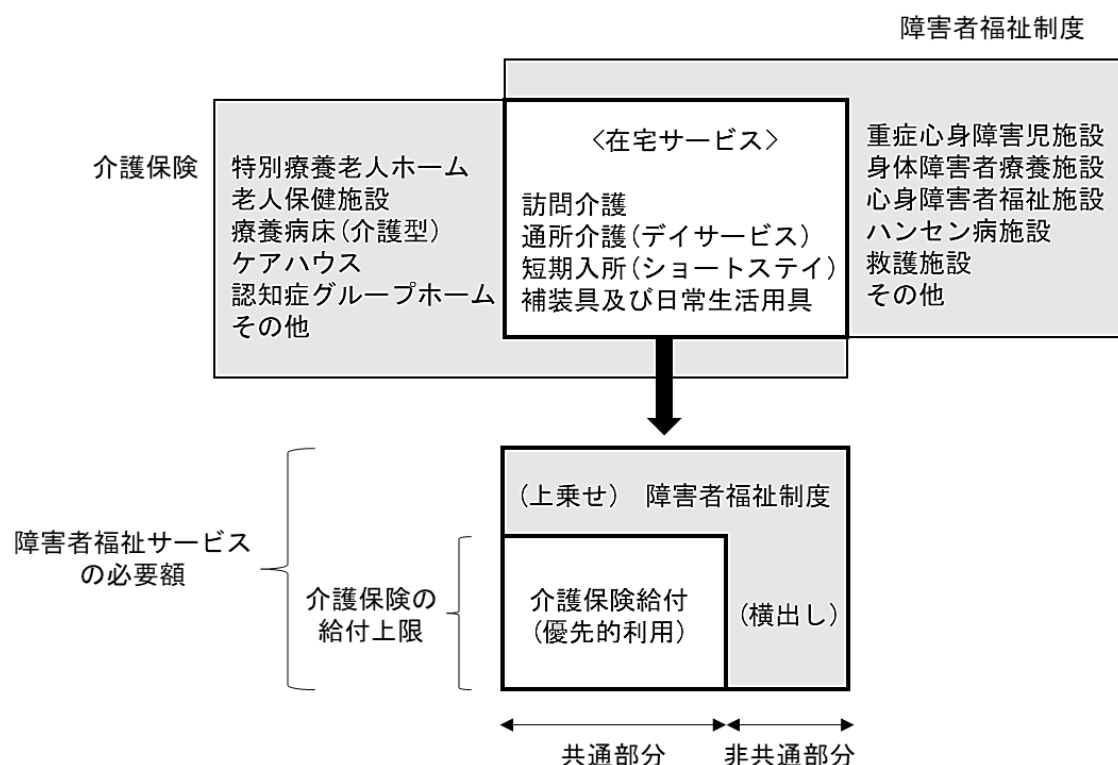 障害者福祉制度
介護保険
特別療養老人ホーム
老人保健施設
療養病床(介護型)
ケアハウス
認知症グループホーム
その他
〈在宅サービス〉
訪問介護
通所介護(デイサービス)
短期入所(ショートステイ)
補装具及び日常生活用具
重症心身障害児施設
身体障害者療養施設
心身障害者福祉施設
ハンセン病施設
救護施設
その他
(上乗せ) 障害者福祉制度
障害者福祉サービス
の必要額
介護保険の
給付上限
介護保険給付
(優先的利用)
(横出し)
共通部分
非共通部分